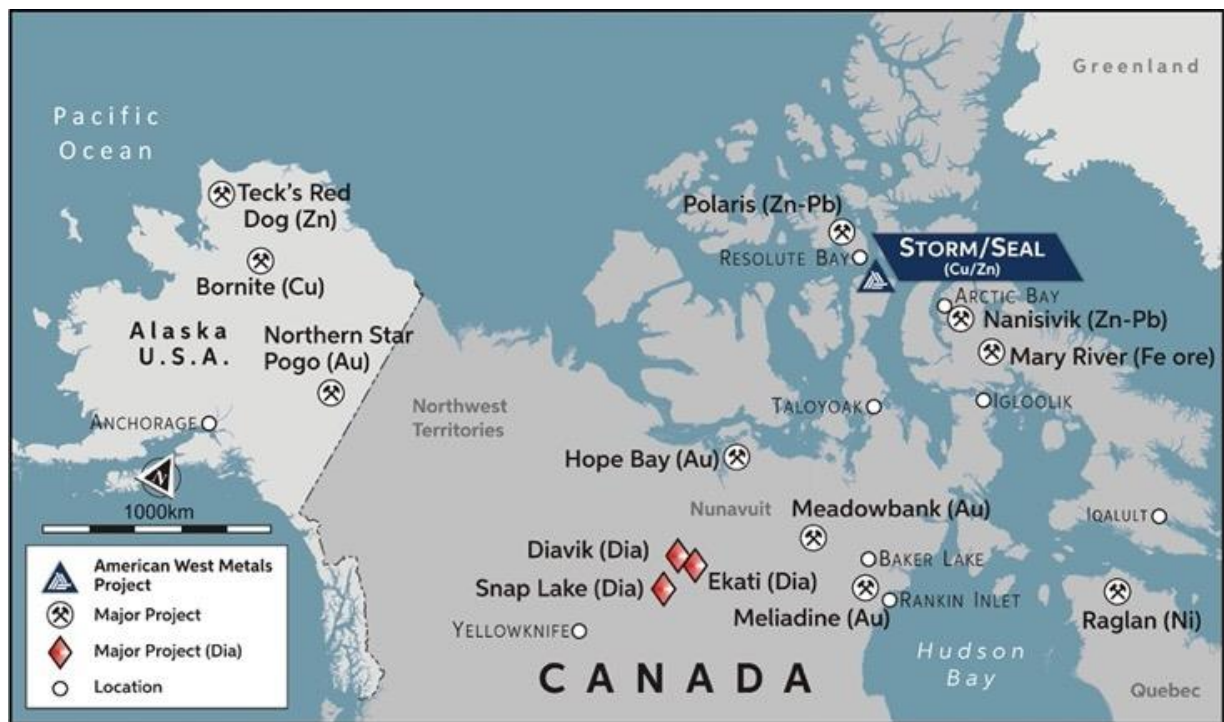 Pacific
Ocean
Greenland
Teck's Red
Dog (Zn)
Bornite (Cu)
Alaska
U.S.A.
Northern Star
Pogo (Au)
ANCHORAGE
Polaris (Zn-Pb)
RESOLUTE BAY
STORM/SEAL
(Cu/Zn)
ARCTIC BAY
Nanisivik (Zn-Pb)
Mary River (Fe ore)
IGLOOLIK
TALOYOAK
Northwest
Territories
Hope Bay (Au)
Nunavuit
Meadowbank (Au)
IQALULT
Diavik (Dia)
Ekati (Dia)
Snap Lake (Dia)
BAKER LAKE
Meliadine (Au)
RANKIN INLET
Raglan (Ni)
YELLOWKNIFE
CANADA
Hudson
Bay
Quebec
N
1000km
American West Metals
Project
Major Project
Major Project (Dia)
Location